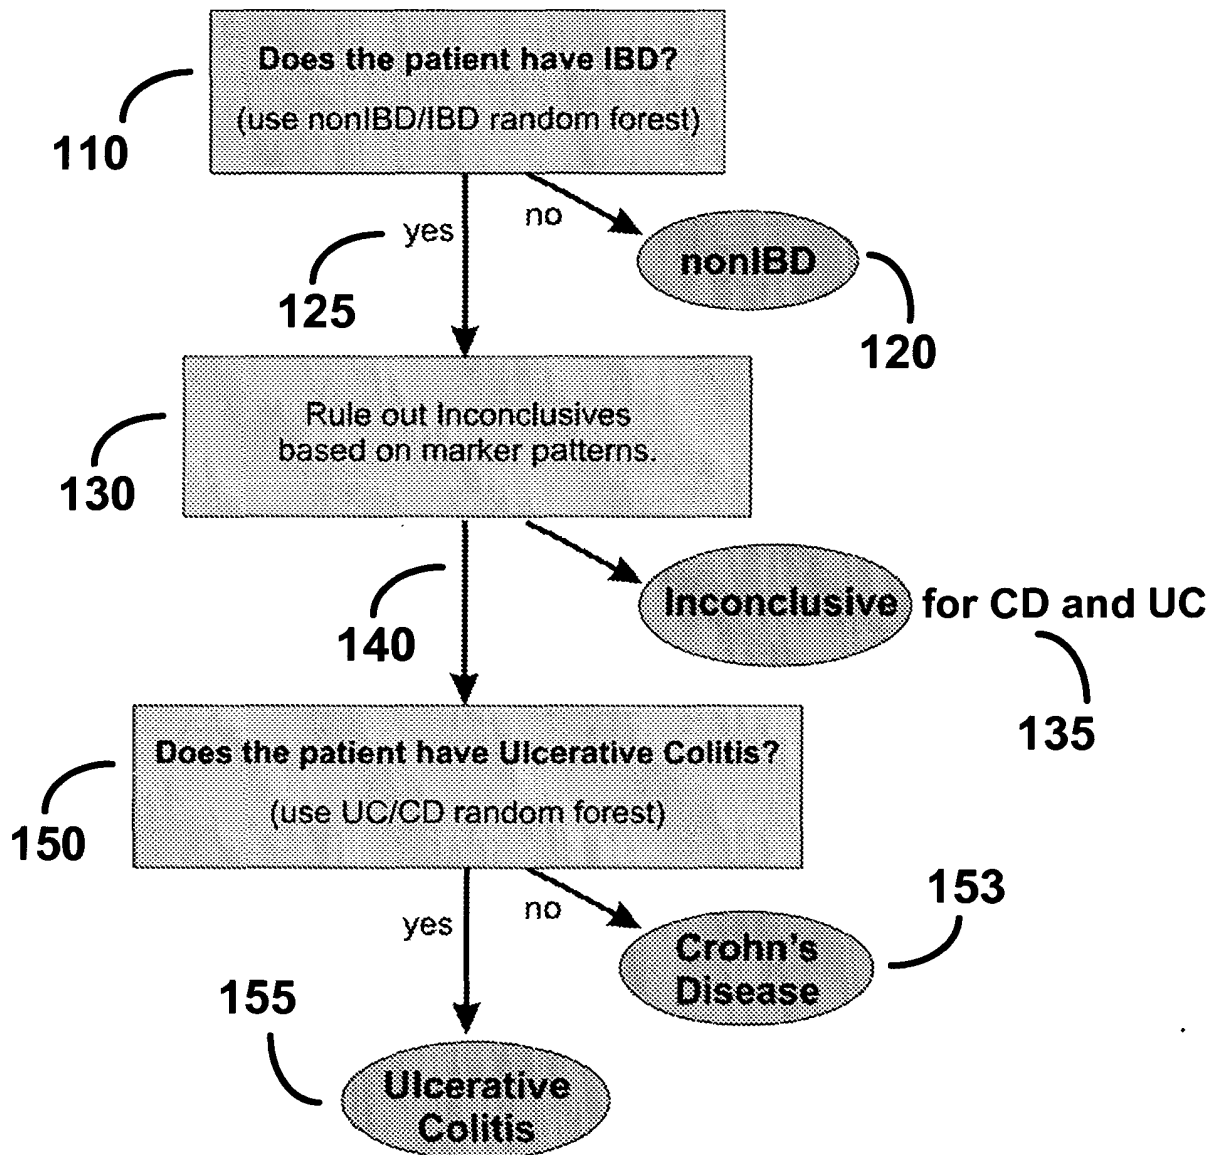 Does the patient have IBD?
(use nonIBD/IBD random forest)
110
yes
no
125
nonIBD
120
Rule out Inconclusives
based on marker patterns.
130
140
Inconclusive for CD and UC
135
Does the patient have Ulcerative Colitis?
(use UC/CD random forest)
150
yes
no
153
Crohn's
Disease
155
Ulcerative
Colitis